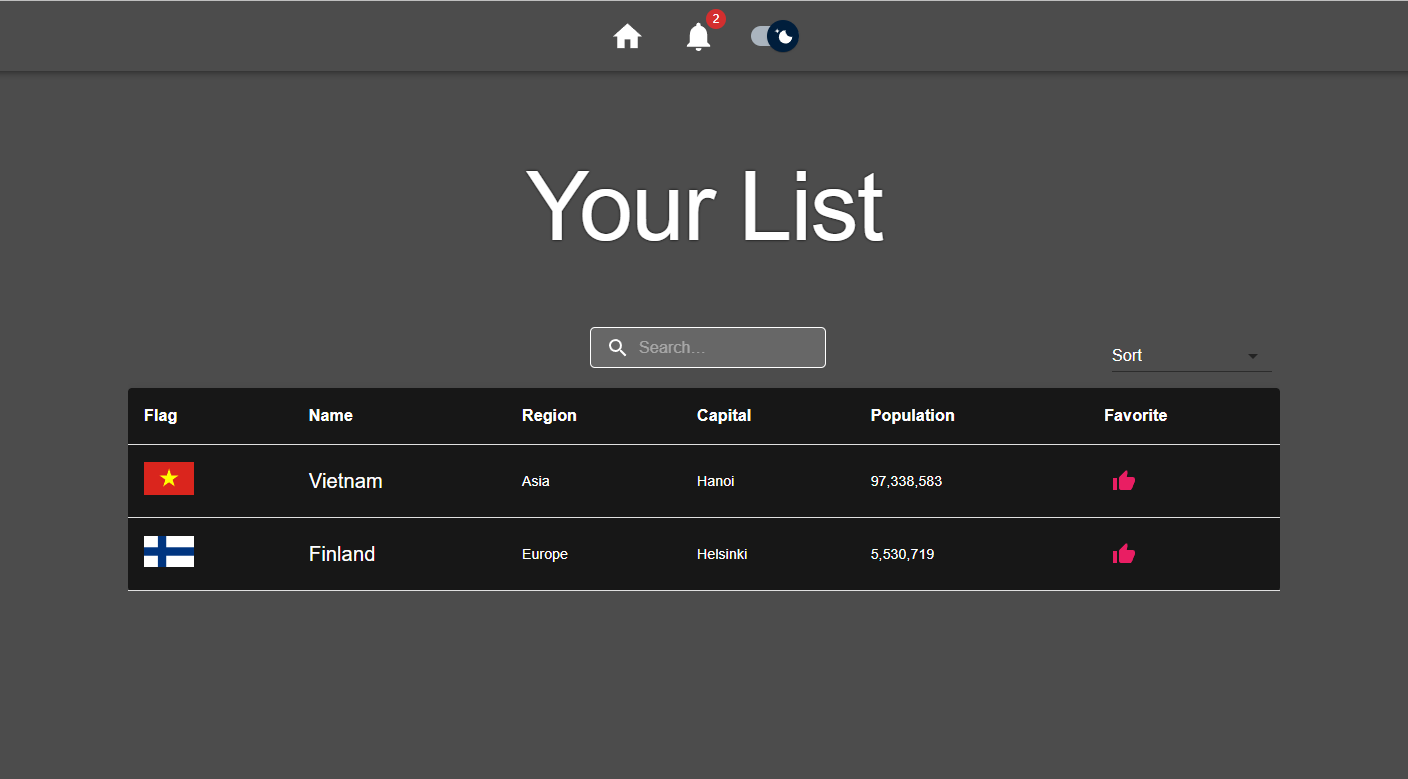 2
Your List
Search...
Sort
Flag Name Region Capital Population Favorite
Vietnam Asia Hanoi 97,338,583
Finland Europe Helsinki 5,530,719